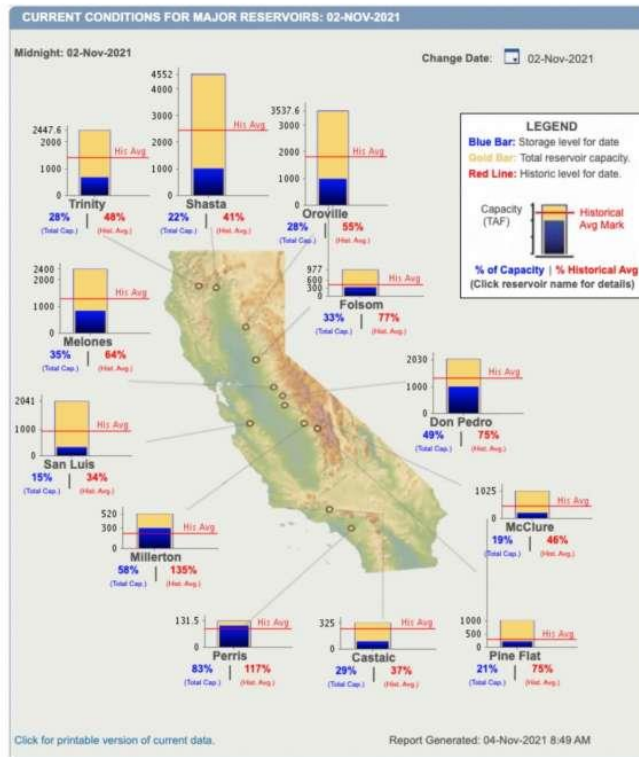 CURRENT CONDITIONS FOR MAJOR RESERVOIRS: 02-NOV-2021
Midnight: 02-Nov-2021
Change Date: 02-Nov-2021
LEGEND
Blue Bar: Storage level for date
Gold Bar: Total reservoir capacity.
Red Line: Historic level for date.
Capacity
(TAF)
Historical
Avg Mark
% of Capacity | % Historical Avg
(Click reservoir name for details)
2447.6
2000
1000
0
Trinity
28% | 48%
(Total Cap.) (Hist. Avg.)
4552
4000
3000
2000
1000
0
His Avg
Shasta
22% | 41%
(Total Cap.) (Hist. Avg.)
3537.6
3000
2000
1000
0
His Avg
Oroville
28% | 55%
(Total Cap.) (Hist. Avg.)
977
600
300
0
His Avg
Folsom
33% | 77%
(Total Cap.) (Hist. Avg.)
2400
2000
1000
0
His Avg
Melones
35% | 64%
(Total Cap.) (Hist. Avg.)
2030
1000
0
His Avg
Don Pedro
49% | 75%
(Total Cap.) (Hist. Avg.)
2041
1000
0
His Avg
San Luis
15% | 34%
(Total Cap.) (Hist. Avg.)
1025
0
His Avg
McClure
19% | 46%
(Total Cap.) (Hist. Avg.)
520
300
0
His Avg
Millerton
58% | 135%
(Total Cap.) (Hist. Avg.)
131.5
0
His Avg
Perris
83% | 117%
(Total Cap.) (Hist. Avg.)
325
0
His Avg
Castaic
29% | 37%
(Total Cap.) (Hist. Avg.)
1000
500
0
His Avg
Pine Flat
21% | 75%
(Total Cap.) (Hist. Avg.)
Click for printable version of current data.
Report Generated: 04-Nov-2021 8:49 AM